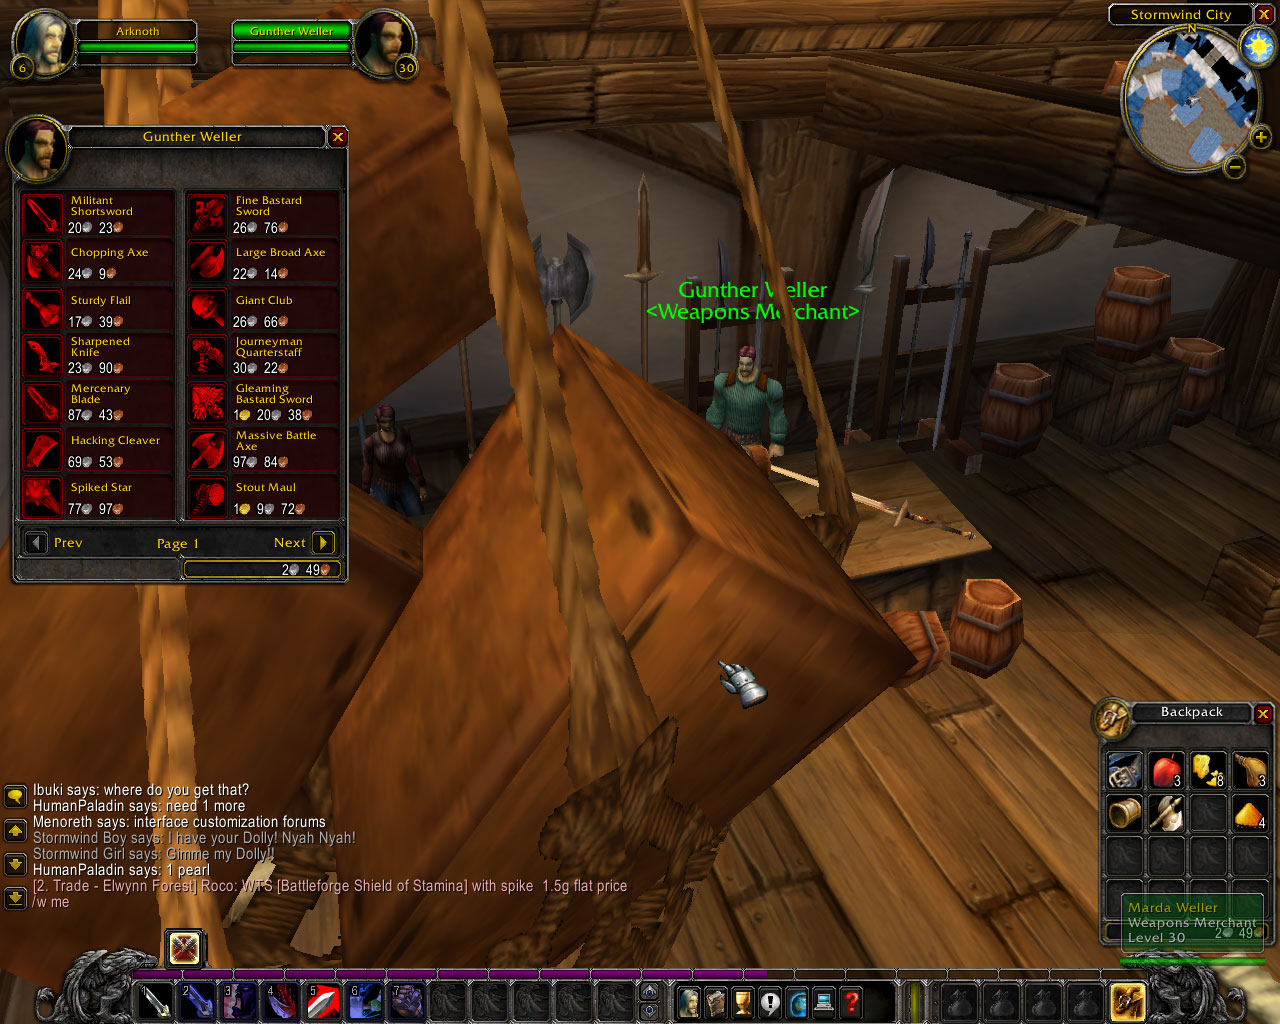 Arknoth
6
Gunther Weller
30
Stormwind City
N
Gunther Weller
Militant
Shortsword
20 23
Fine Bastard
Sword
26 76
Chopping Axe
24 9
Large Broad Axe
22 14
Sturdy Flail
17 39
Giant Club
26 66
Sharpened
Knife
23 90
Journeyman
Quarterstaff
30 22
Mercenary
Blade
87 43
Gleaming
Bastard Sword
1 20 38
Hacking Cleaver
69 53
Massive Battle
Axe
97 84
Spiked Star
77 97
Stout Maul
1 9 72
Prev
Page 1
Next
2 49
Gunther Weller
<Weapons Merchant>
Backpack
3
8
3
4
Marda Weller
Weapons Merchant
Level 30
2 49
Ibuki says: where do you get that?
HumanPaladin says: need 1 more
Menoreth says: interface customization forums
Stormwind Boy says: I have your Dolly! Nyah Nyah!
Stormwind Girl says: Gimme my Dolly!!
HumanPaladin says: 1 pearl
[2. Trade - Elwynn Forest] Roco: WTS [Battleforge Shield of Stamina] with spike 1.5g flat price
/w me
1
2
3
4
5
6
7